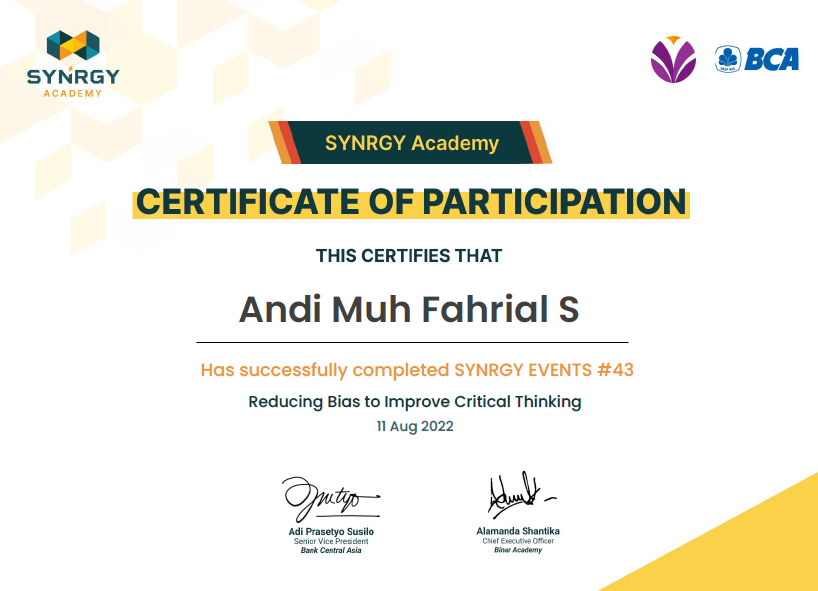 SYNRGY
ACADEMY
BCA
SYNRGY Academy
CERTIFICATE OF PARTICIPATION
THIS CERTIFIES THAT
Andi Muh Fahrial S
Has successfully completed SYNRGY EVENTS #43
Reducing Bias to Improve Critical Thinking
11 Aug 2022
Adi Prasetyo Susilo
Senior Vice President
Bank Central Asia
Alamanda Shantika
Chief Executive Officer
Binar Academy